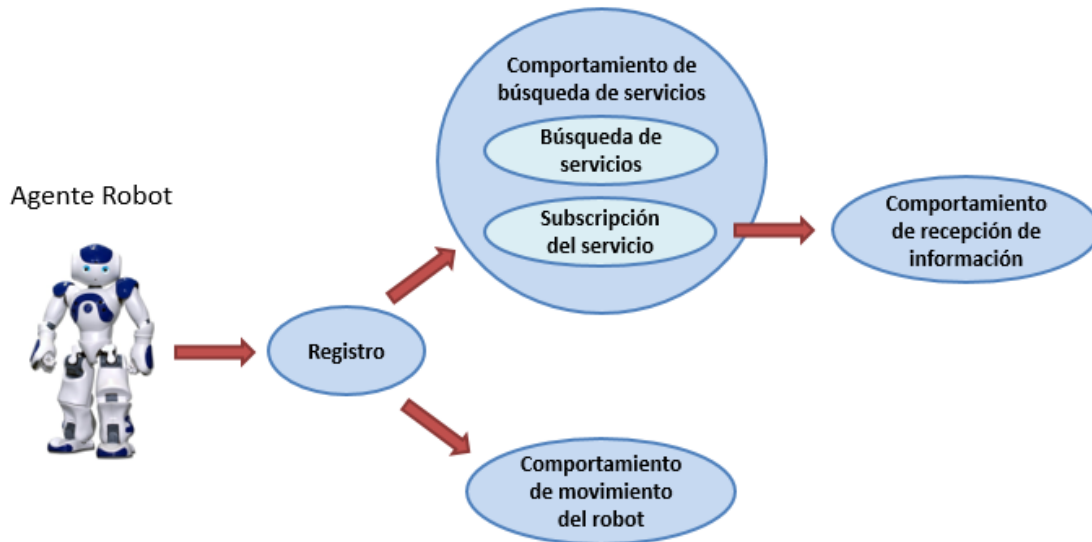 Agente Robot
Registro
Comportamiento de
búsqueda de servicios
Búsqueda de
servicios
Subscripción
del servicio
Comportamiento
de recepción de
información
Comportamiento
de movimiento
del robot